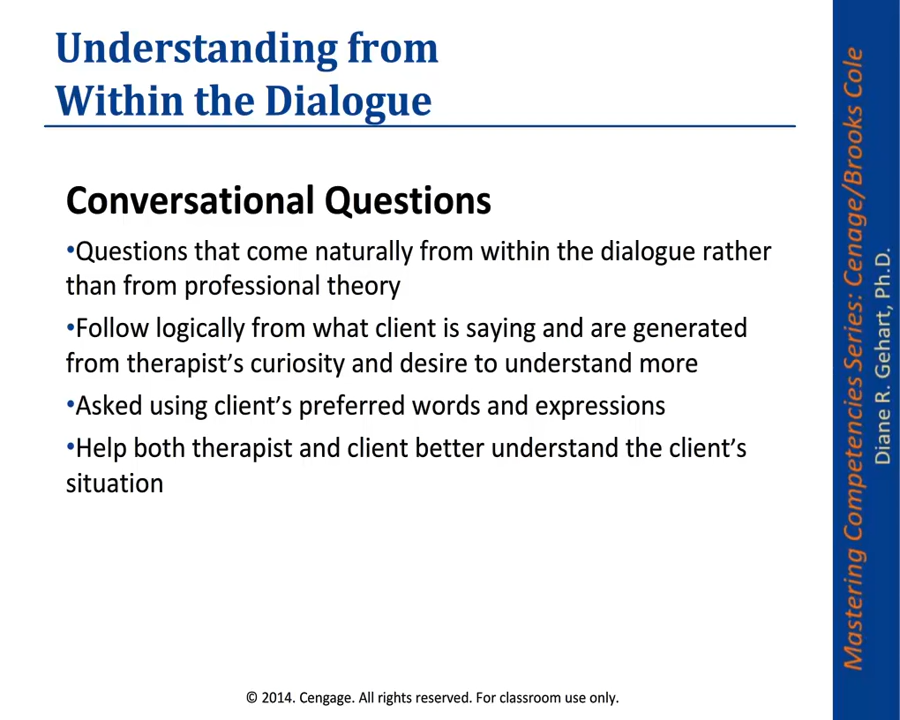 Understanding from
Within the Dialogue
Conversational Questions
•Questions that come naturally from within the dialogue rather
than from professional theory
•Follow logically from what client is saying and are generated
from therapist’s curiosity and desire to understand more
•Asked using client’s preferred words and expressions
•Help both therapist and client better understand the client’s
situation
© 2014. Cengage. All rights reserved. For classroom use only.
Mastering Competencies Series: Cenage/Brooks Cole
Diane R. Gehart, Ph.D.